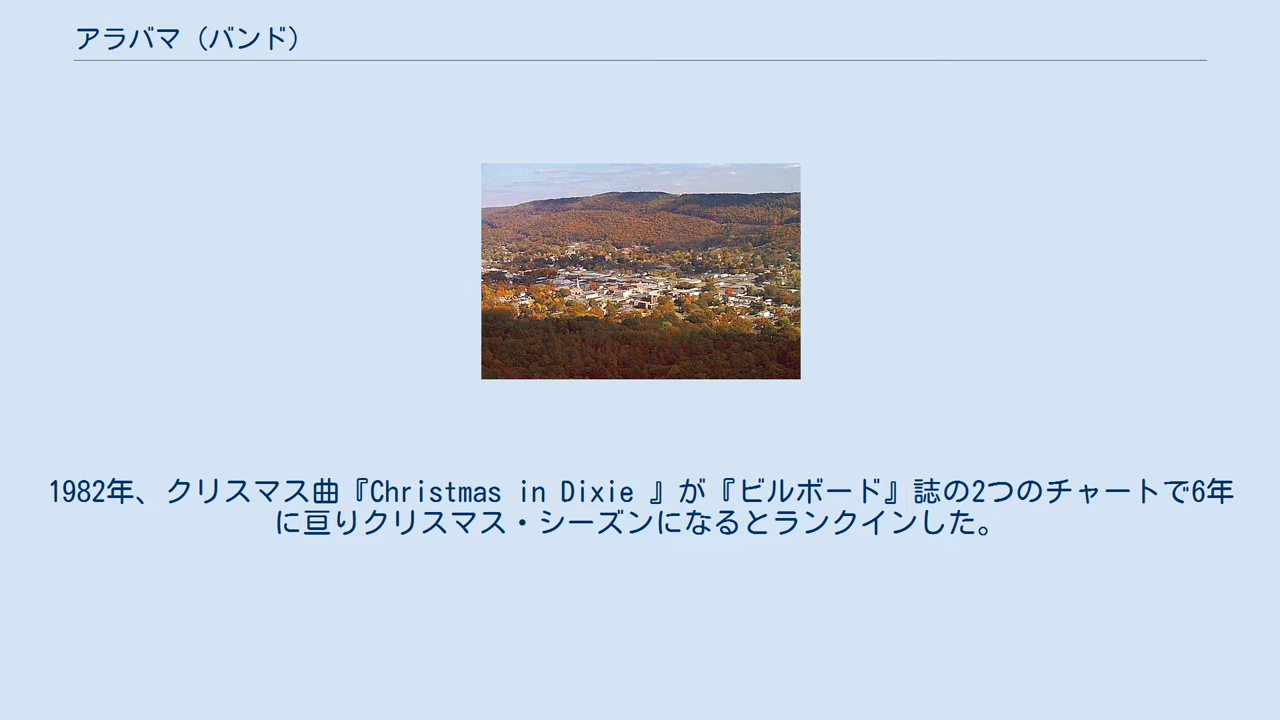 アラバマ（バンド）
1982年、クリスマス曲『Christmas in Dixie 』が『ビルボード』誌の2つのチャートで6年
に亘りクリスマス・シーズンになるとランクインした。